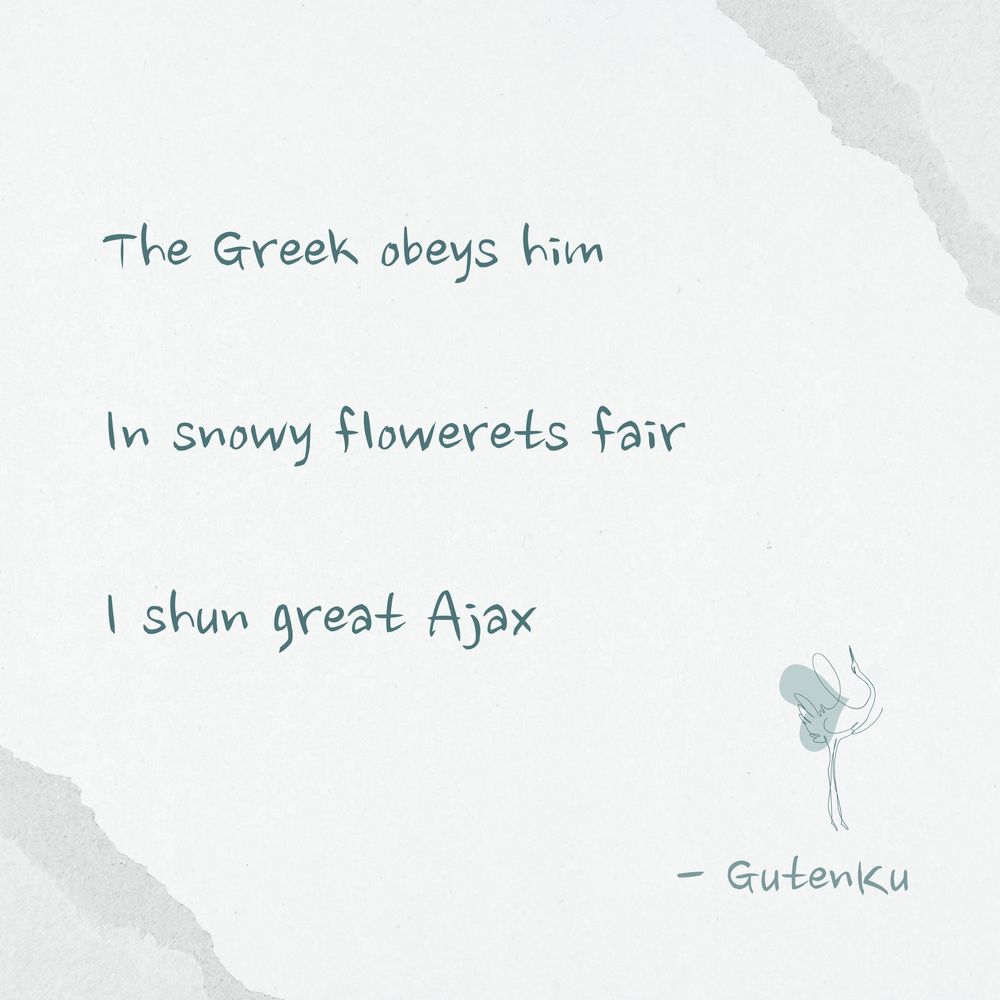 The Greek obeys him
In snowy flowerets fair
I shun great Ajax
- GutenKu